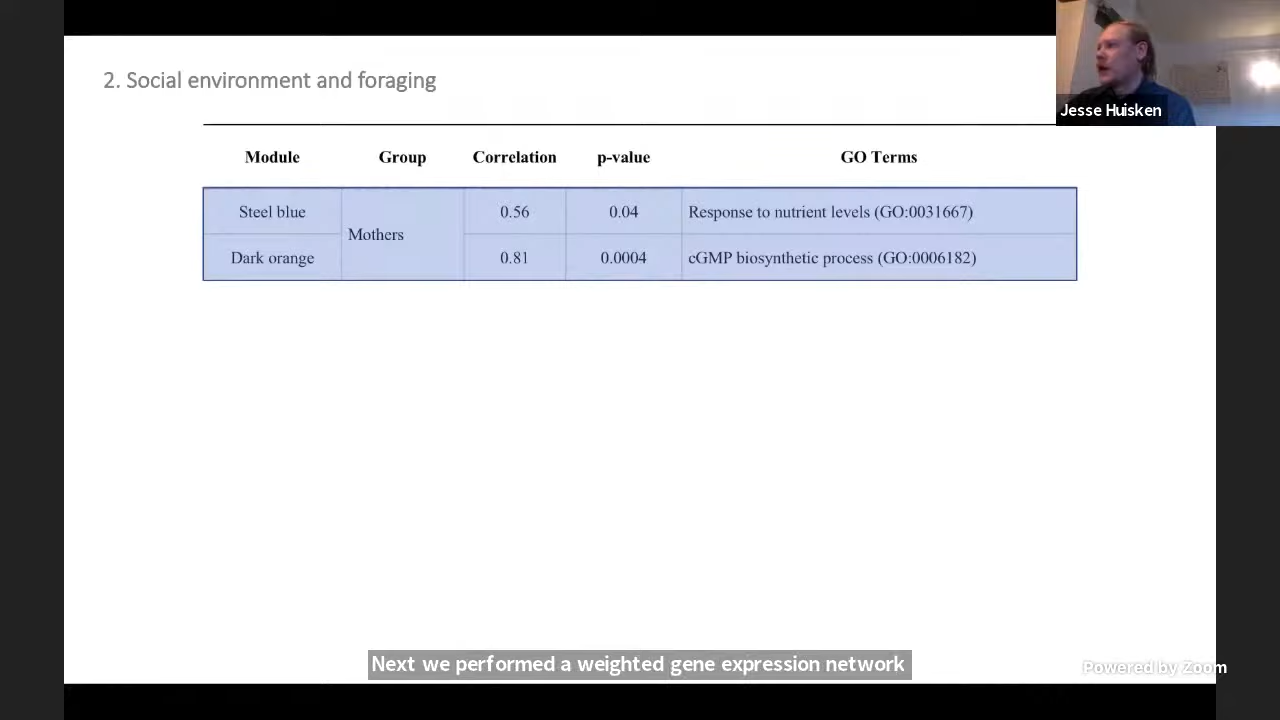 2. Social environment and foraging
Jesse Huisken
Module Group Correlation p-value GO Terms
Steel blue Mothers 0.56 0.04 Response to nutrient levels (GO:0031667)
Dark orange 0.81 0.0004 cGMP biosynthetic process (GO:0006182)
Next we performed a weighted gene expression network
Powered by Zoom